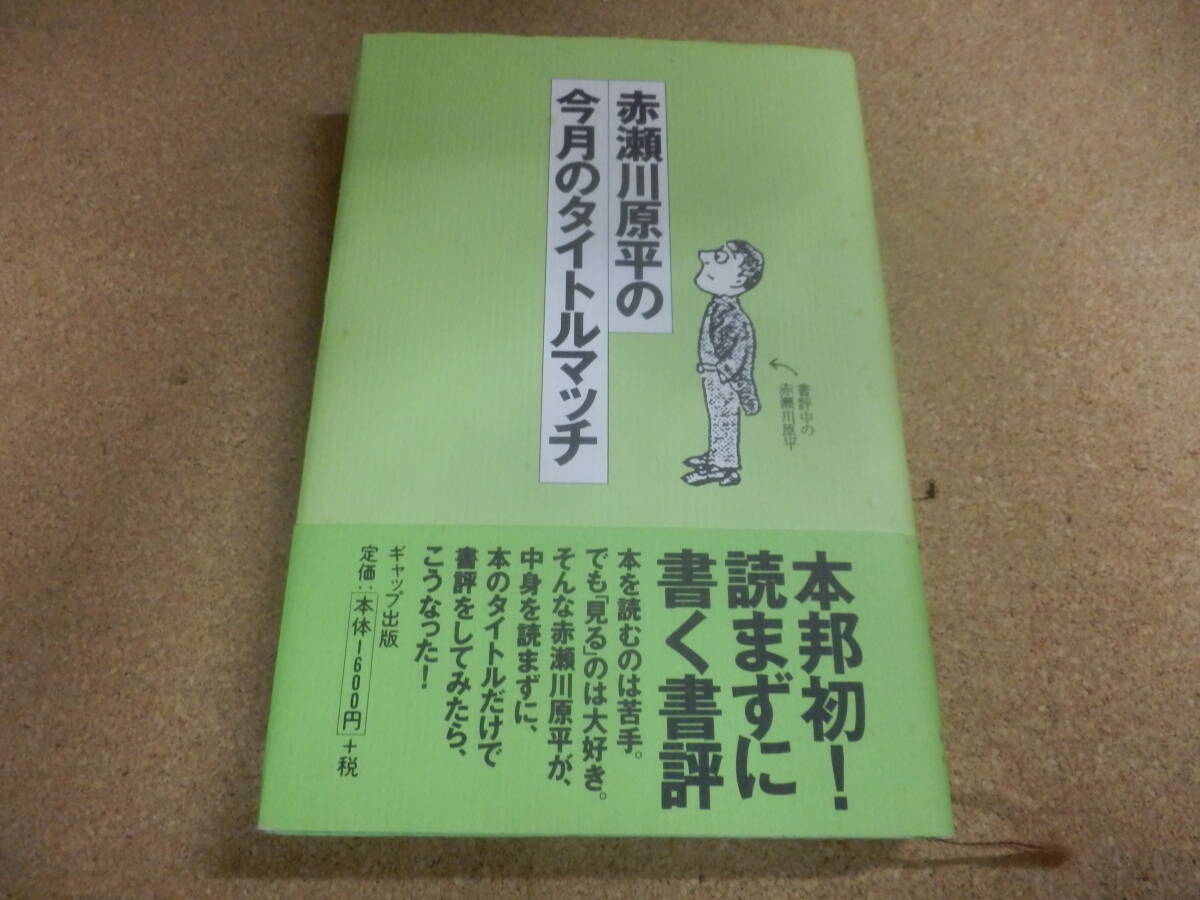 赤瀬川原平の
今月のタイトルマッチ
書評中の
赤瀬川原平
本邦初！
読まずに
書く書評
本を読むのは苦手。
でも「見る」のは大好き。
そんな赤瀬川原平が、
中身を読まずに、
本のタイトルだけで
書評をしてみたら、
こうなった！
ギャップ出版
定価：本体1600円+税